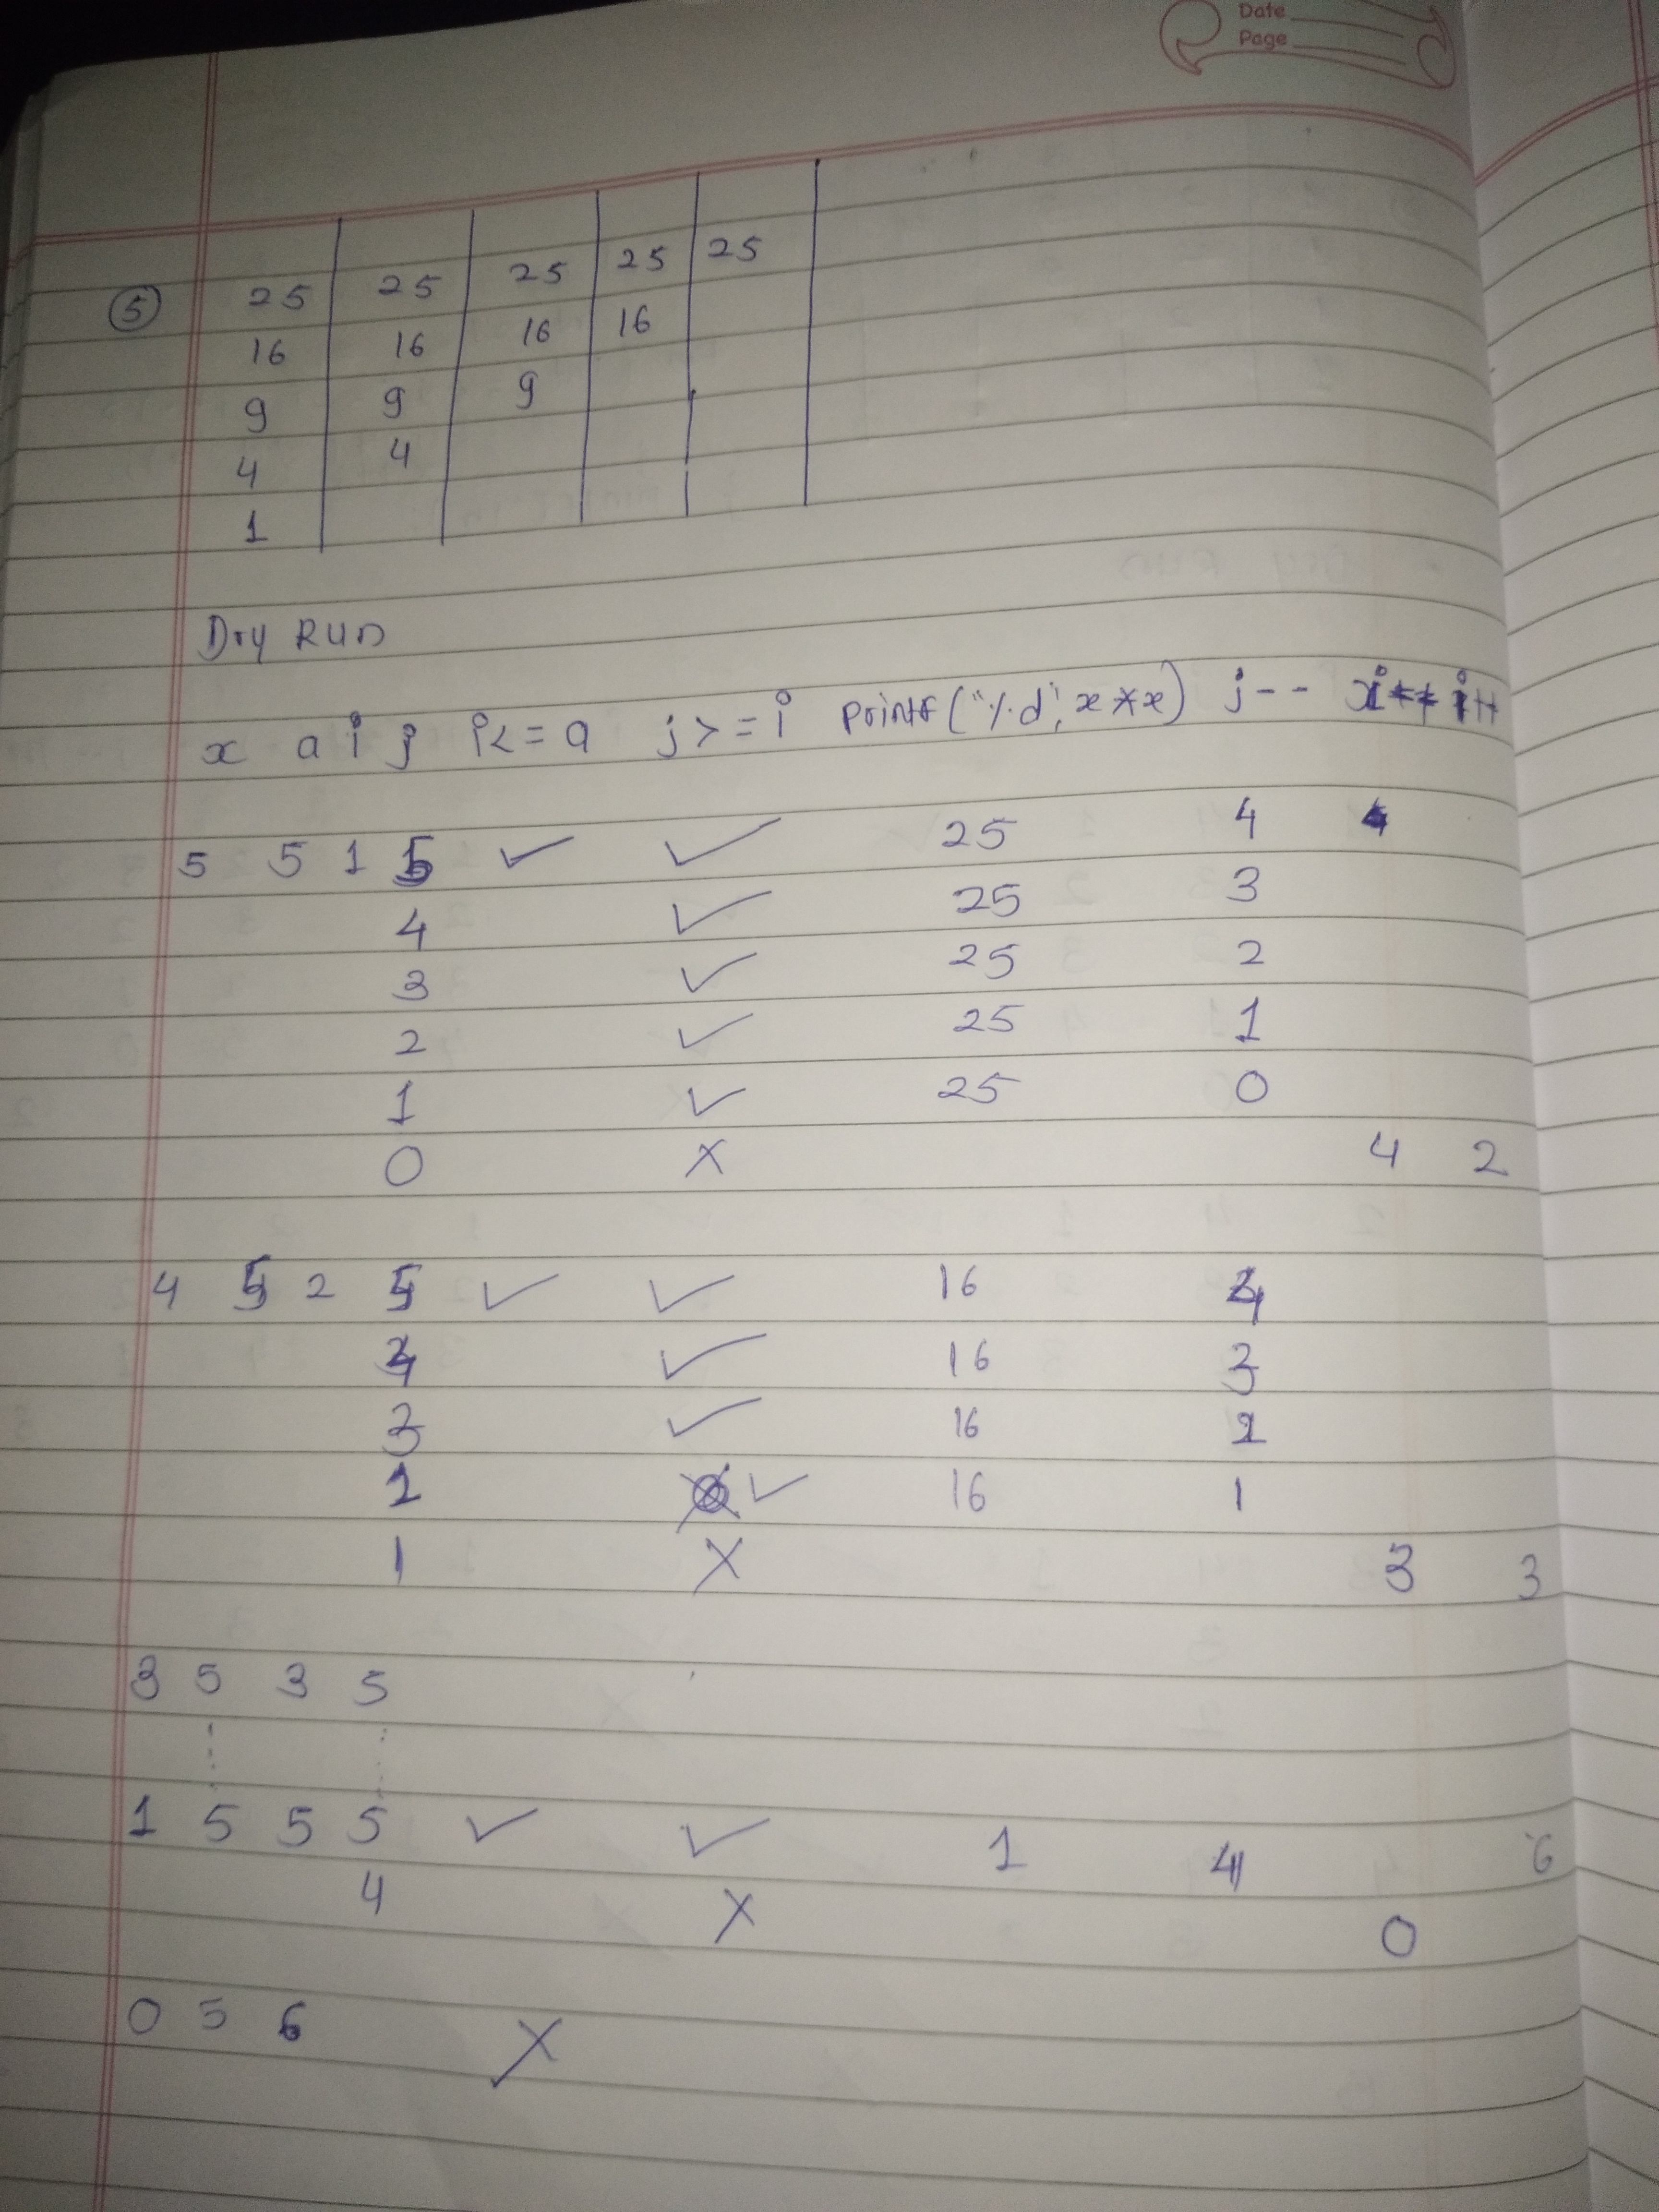 Date
Page
⑤ 25 25 25 25 25
16 16 16 16
9 9 9
4 4
1
Dry Run
x a i j i<=a j>=i printf("%d", x*x) j-- i++
5 5 1 5 ✓ ✓ 25 4
4 ✓ 25 3
3 ✓ 25 2
2 ✓ 25 1
1 ✓ 25 0
0 X 4 2
4 5 2 5 ✓ ✓ 16 4
4 ✓ 16 3
3 ✓ 16 2
2 ✓ 16 1
1 X 3 3
3 5 3 5
1 5 5 5 ✓ ✓ 1 4 6
4 X
0
0 5 6 X